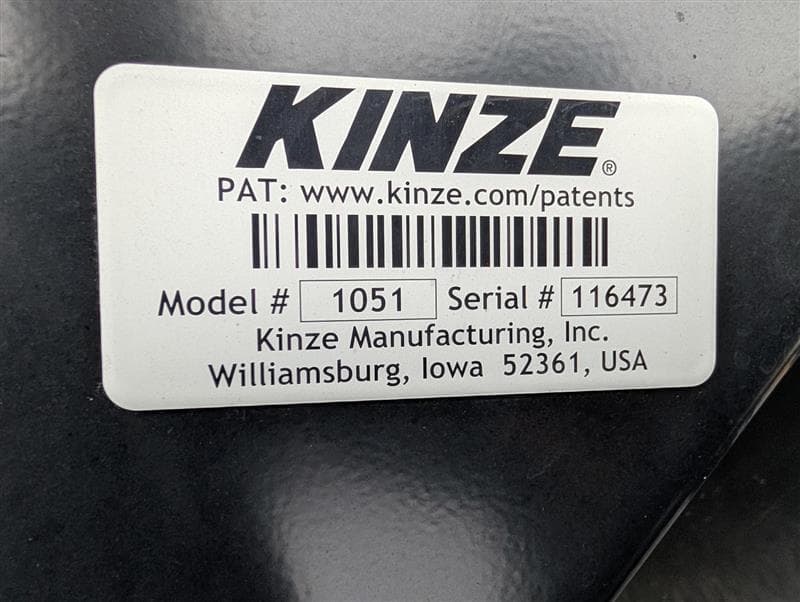 KINZE®
PAT: www.kinze.com/patents
Model # 1051 Serial # 116473
Kinze Manufacturing, Inc.
Williamsburg, Iowa 52361, USA